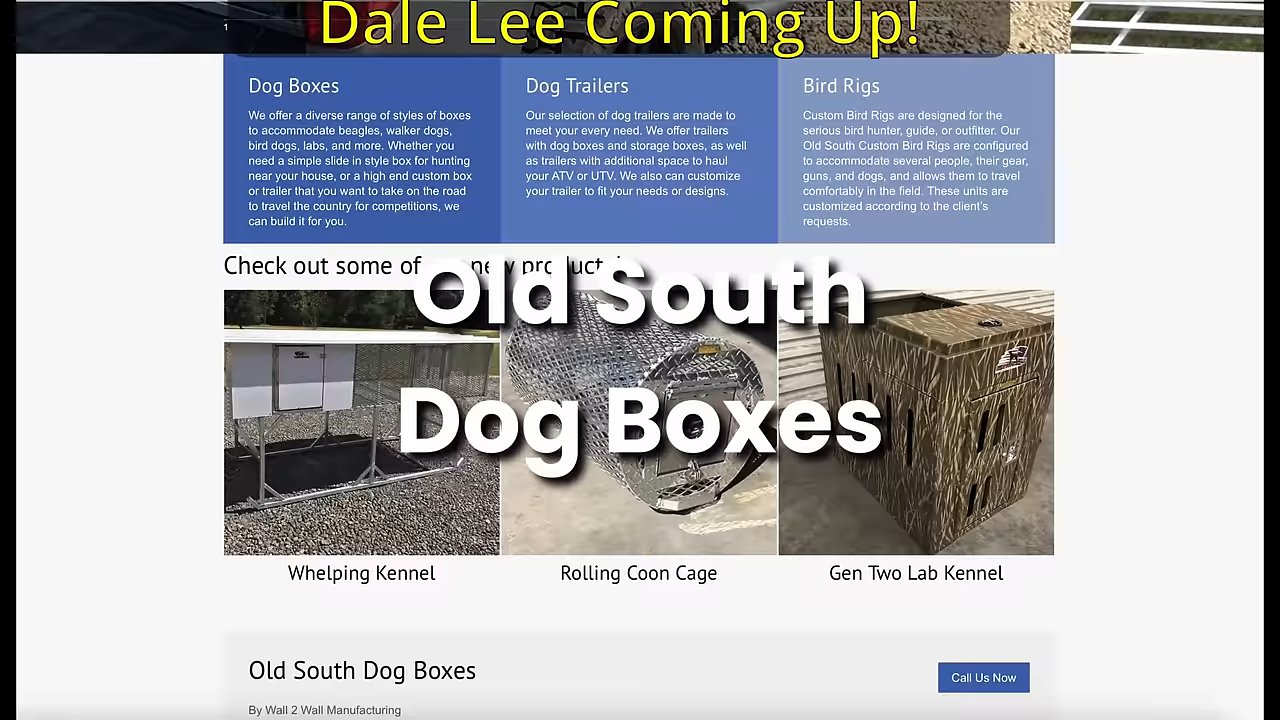 Dale Lee Coming Up!
1
Dog Boxes
We offer a diverse range of styles of boxes
to accommodate beagles, walker dogs,
bird dogs, labs, and more. Whether you
need a simple slide in style box for hunting
near your house, or a high end custom box
or trailer that you want to take on the road
to travel the country for competitions, we
can build it for you.
Dog Trailers
Our selection of dog trailers are made to
meet your every need. We offer trailers
with dog boxes and storage boxes, as well
as trailers with additional space to haul
your ATV or UTV. We also can customize
your trailer to fit your needs or designs.
Bird Rigs
Custom Bird Rigs are designed for the
serious bird hunter, guide, or outfitter. Our
Old South Custom Bird Rigs are configured
to accommodate several people, their gear,
guns, and dogs, and allows them to travel
comfortably in the field. These units are
customized according to the client's
requests.
Check out some of new product
Old South
Dog Boxes
Whelping Kennel
Rolling Coon Cage
Gen Two Lab Kennel
Old South Dog Boxes
Call Us Now
By Wall 2 Wall Manufacturing